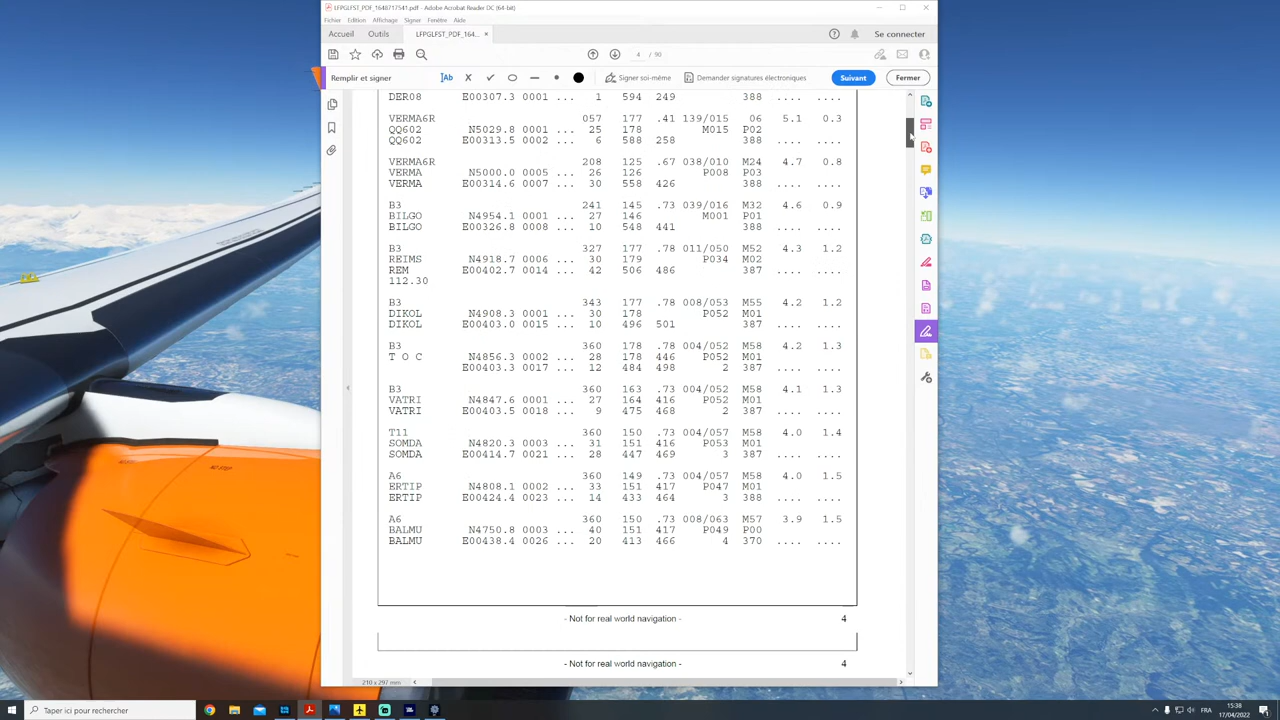 LFPGLFST_PDF_1648717541.pdf - Adobe Acrobat Reader DC (64-bit)
Fichier Edition Affichage Signer Fenêtre Aide
Accueil Outils LFPGLFST_PDF_164... × Se connecter
4 / 90
Remplir et signer Ab Signer soi-même Demander signatures électroniques Suivant Fermer
DER08 E00307.3 0001 ... 1 594 249 388 .... ....
VERMA6R 057 177 .41 139/015 06 5.1 0.3
QQ602 N5029.8 0001 ... 25 178 M015 P02
QQ602 E00313.5 0002 ... 6 588 258 388 .... ....
VERMA6R 208 125 .67 038/010 M24 4.7 0.8
VERMA N5000.0 0005 ... 26 126 P008 P03
VERMA E00314.6 0007 ... 30 558 426 388 .... ....
B3 241 145 .73 039/016 M32 4.6 0.9
BILGO N4954.1 0001 ... 27 146 M001 P01
BILGO E00326.8 0008 ... 10 548 441 388 .... ....
B3 327 177 .78 011/050 M52 4.3 1.2
REIMS N4918.7 0006 ... 30 179 P034 M02
REM E00402.7 0014 ... 42 506 486 387 .... ....
112.30
B3 343 177 .78 008/053 M55 4.2 1.2
DIKOL N4908.3 0001 ... 30 178 P052 M01
DIKOL E00403.0 0015 ... 10 496 501 387 .... ....
B3 360 178 .78 004/052 M58 4.2 1.3
T O C N4856.3 0002 ... 28 178 446 P052 M01
E00403.3 0017 ... 12 484 498 2 387 .... ....
B3 360 163 .73 004/052 M58 4.1 1.3
VATRI N4847.6 0001 ... 27 164 416 P052 M01
VATRI E00403.5 0018 ... 9 475 468 2 387 .... ....
T11 360 150 .73 004/057 M58 4.0 1.4
SOMDA N4820.3 0003 ... 31 151 416 P053 M01
SOMDA E00414.7 0021 ... 28 447 469 3 387 .... ....
A6 360 149 .73 004/057 M58 4.0 1.5
ERTIP N4808.1 0002 ... 33 151 417 P047 M01
ERTIP E00424.4 0023 ... 14 433 464 3 388 .... ....
A6 360 150 .73 008/063 M57 3.9 1.5
BALMU N4750.8 0003 ... 40 151 417 P049 P00
BALMU E00438.4 0026 ... 20 413 466 4 370 .... ....
- Not for real world navigation - 4
- Not for real world navigation - 4
210 x 297 mm
Taper ici pour rechercher FRA 15:38
17/04/2022